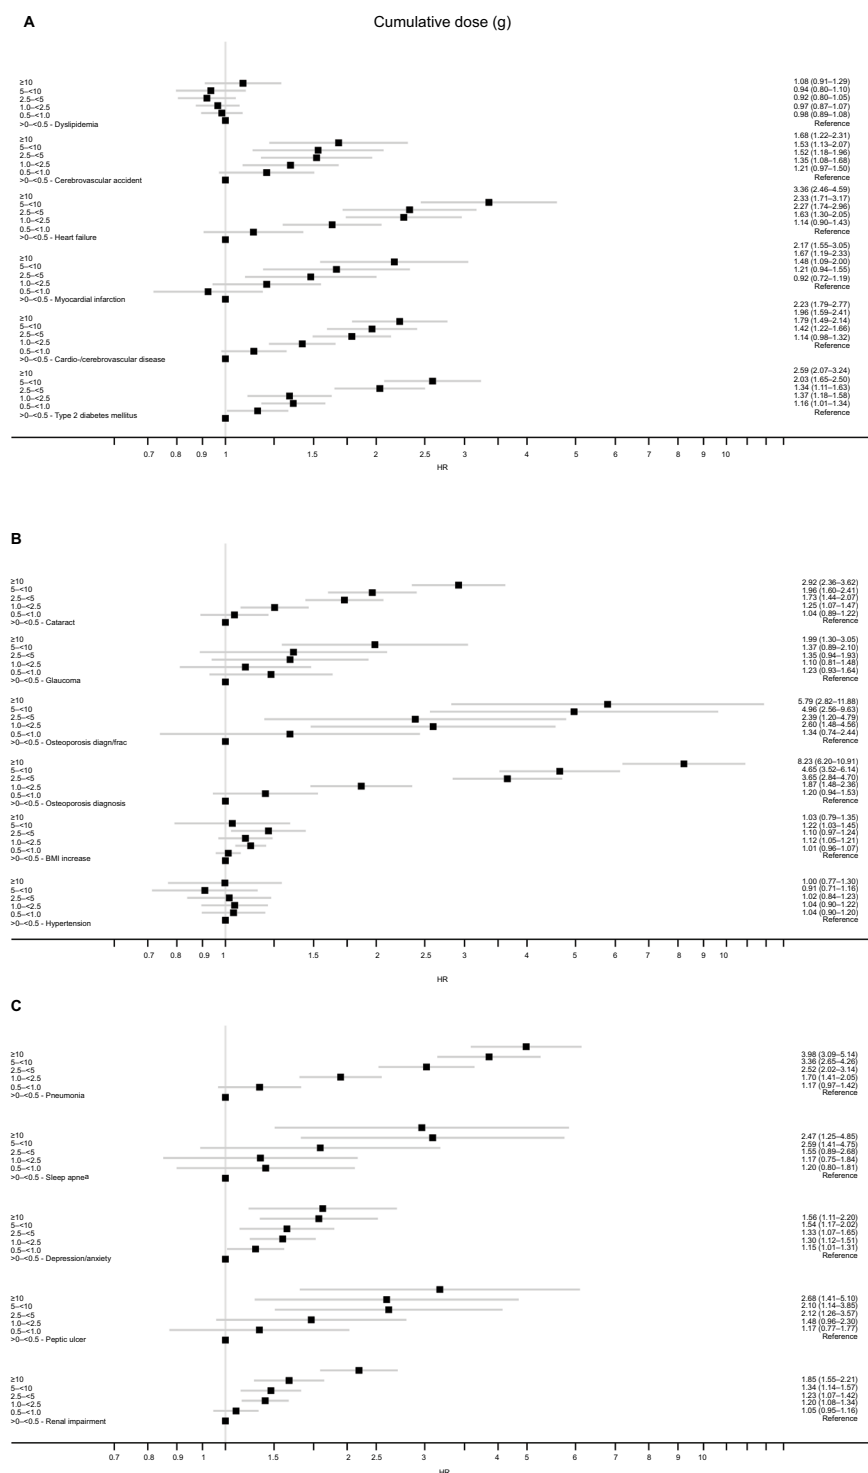 A
Cumulative dose (g)
≥10 1.08 (0.91–1.29)
5–<10 0.94 (0.80–1.10)
2.5–<5 0.92 (0.80–1.05)
1.0–<2.5 0.97 (0.87–1.07)
0.5–<1.0 0.98 (0.89–1.08)
>0–<0.5 - Dyslipidemia Reference
≥10 1.68 (1.22–2.31)
5–<10 1.53 (1.13–2.07)
2.5–<5 1.52 (1.18–1.96)
1.0–<2.5 1.35 (1.08–1.68)
0.5–<1.0 1.21 (0.97–1.50)
>0–<0.5 - Cerebrovascular accident Reference
≥10 3.36 (2.46–4.59)
5–<10 2.33 (1.71–3.17)
2.5–<5 2.27 (1.74–2.96)
1.0–<2.5 1.63 (1.30–2.05)
0.5–<1.0 1.14 (0.90–1.43)
>0–<0.5 - Heart failure Reference
≥10 2.17 (1.55–3.05)
5–<10 1.67 (1.19–2.33)
2.5–<5 1.48 (1.09–2.00)
1.0–<2.5 1.21 (0.94–1.55)
0.5–<1.0 0.92 (0.72–1.19)
>0–<0.5 - Myocardial infarction Reference
≥10 2.23 (1.79–2.77)
5–<10 1.96 (1.59–2.41)
2.5–<5 1.79 (1.49–2.14)
1.0–<2.5 1.42 (1.22–1.66)
0.5–<1.0 1.14 (0.98–1.32)
>0–<0.5 - Cardio-/cerebrovascular disease Reference
≥10 2.59 (2.07–3.24)
5–<10 2.03 (1.65–2.50)
2.5–<5 1.34 (1.11–1.63)
1.0–<2.5 1.37 (1.18–1.58)
0.5–<1.0 1.16 (1.01–1.34)
>0–<0.5 - Type 2 diabetes mellitus Reference
0.7 0.8 0.9 1 1.5 2 2.5 3 4 5 6 7 8 9 10
HR
B
≥10 2.92 (2.36–3.62)
5–<10 1.96 (1.60–2.41)
2.5–<5 1.73 (1.44–2.07)
1.0–<2.5 1.25 (1.07–1.47)
0.5–<1.0 1.04 (0.89–1.22)
>0–<0.5 - Cataract Reference
≥10 1.99 (1.30–3.05)
5–<10 1.37 (0.89–2.10)
2.5–<5 1.35 (0.94–1.93)
1.0–<2.5 1.10 (0.81–1.48)
0.5–<1.0 1.23 (0.93–1.64)
>0–<0.5 - Glaucoma Reference
≥10 5.79 (2.82–11.88)
5–<10 4.96 (2.56–9.63)
2.5–<5 2.39 (1.20–4.79)
1.0–<2.5 2.60 (1.48–4.56)
0.5–<1.0 1.34 (0.74–2.44)
>0–<0.5 - Osteoporosis diagn/frac Reference
≥10 8.23 (6.20–10.91)
5–<10 4.65 (3.52–6.14)
2.5–<5 3.65 (2.84–4.70)
1.0–<2.5 1.87 (1.48–2.36)
0.5–<1.0 1.20 (0.94–1.53)
>0–<0.5 - Osteoporosis diagnosis Reference
≥10 1.03 (0.79–1.35)
5–<10 1.22 (1.03–1.45)
2.5–<5 1.10 (0.97–1.24)
1.0–<2.5 1.12 (1.05–1.21)
0.5–<1.0 1.01 (0.96–1.07)
>0–<0.5 - BMI increase Reference
≥10 1.00 (0.77–1.30)
5–<10 0.91 (0.71–1.16)
2.5–<5 1.02 (0.84–1.23)
1.0–<2.5 1.04 (0.90–1.22)
0.5–<1.0 1.04 (0.90–1.20)
>0–<0.5 - Hypertension Reference
0.7 0.8 0.9 1 1.5 2 2.5 3 4 5 6 7 8 9 10
HR
C
≥10 3.98 (3.09–5.14)
5–<10 3.36 (2.65–4.26)
2.5–<5 2.52 (2.02–3.14)
1.0–<2.5 1.70 (1.41–2.05)
0.5–<1.0 1.17 (0.97–1.42)
>0–<0.5 - Pneumonia Reference
≥10 2.47 (1.25–4.85)
5–<10 2.59 (1.41–4.75)
2.5–<5 1.55 (0.89–2.68)
1.0–<2.5 1.17 (0.75–1.84)
0.5–<1.0 1.20 (0.80–1.81)
>0–<0.5 - Sleep apnea Reference
≥10 1.56 (1.11–2.20)
5–<10 1.54 (1.17–2.02)
2.5–<5 1.33 (1.07–1.65)
1.0–<2.5 1.30 (1.12–1.51)
0.5–<1.0 1.15 (1.01–1.31)
>0–<0.5 - Depression/anxiety Reference
≥10 2.68 (1.41–5.10)
5–<10 2.10 (1.14–3.85)
2.5–<5 2.12 (1.26–3.57)
1.0–<2.5 1.48 (0.96–2.30)
0.5–<1.0 1.17 (0.77–1.77)
>0–<0.5 - Peptic ulcer Reference
≥10 1.85 (1.55–2.21)
5–<10 1.34 (1.14–1.57)
2.5–<5 1.23 (1.07–1.42)
1.0–<2.5 1.20 (1.08–1.34)
0.5–<1.0 1.05 (0.95–1.16)
>0–<0.5 - Renal impairment Reference
0.7 0.8 0.9 1 1.5 2 2.5 3 4 5 6 7 8 9 10
HR